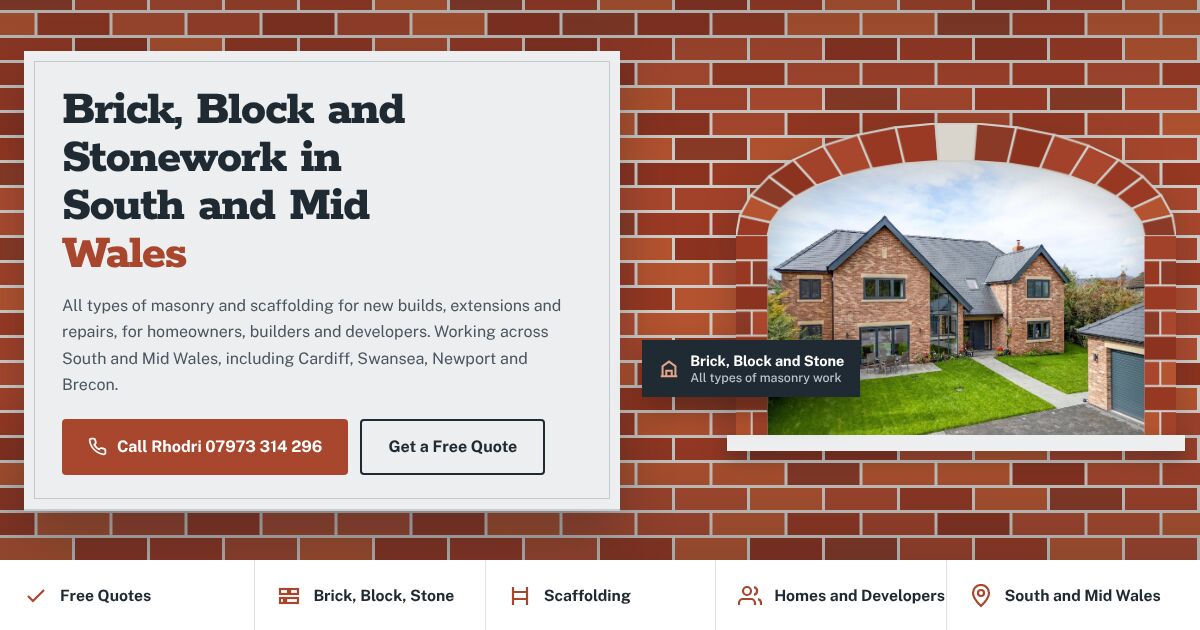 Brick, Block and
Stonework in
South and Mid
Wales
All types of masonry and scaffolding for new builds, extensions and
repairs, for homeowners, builders and developers. Working across
South and Mid Wales, including Cardiff, Swansea, Newport and
Brecon.
Call Rhodri 07973 314 296
Get a Free Quote
Brick, Block and Stone
All types of masonry work
Free Quotes
Brick, Block, Stone
Scaffolding
Homes and Developers
South and Mid Wales